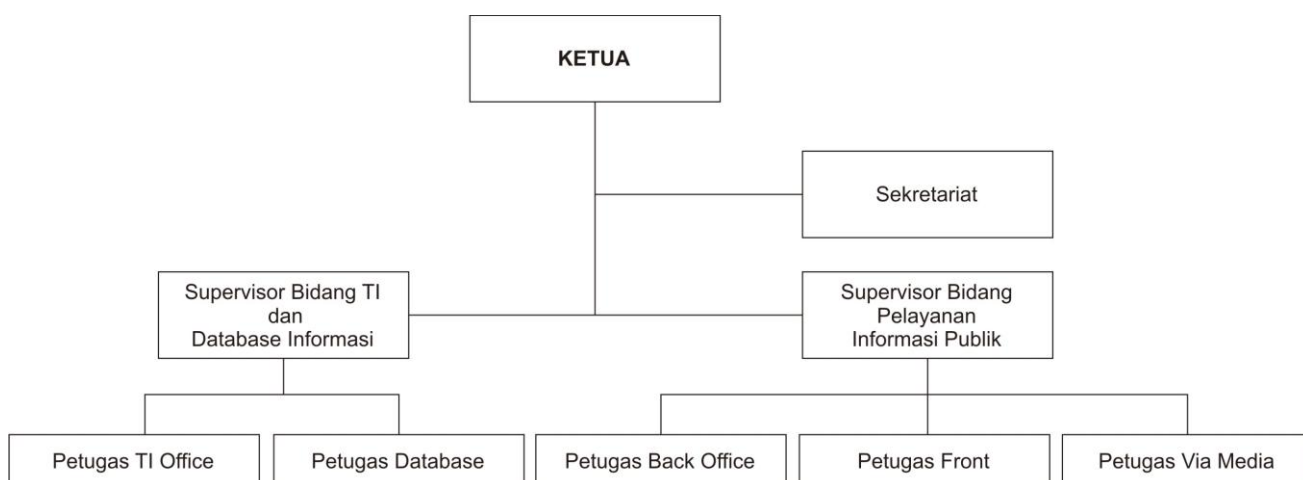 KETUA
Sekretariat
Supervisor Bidang TI
dan
Database Informasi
Supervisor Bidang
Pelayanan
Informasi Publik
Petugas TI Office
Petugas Database
Petugas Back Office
Petugas Front
Petugas Via Media